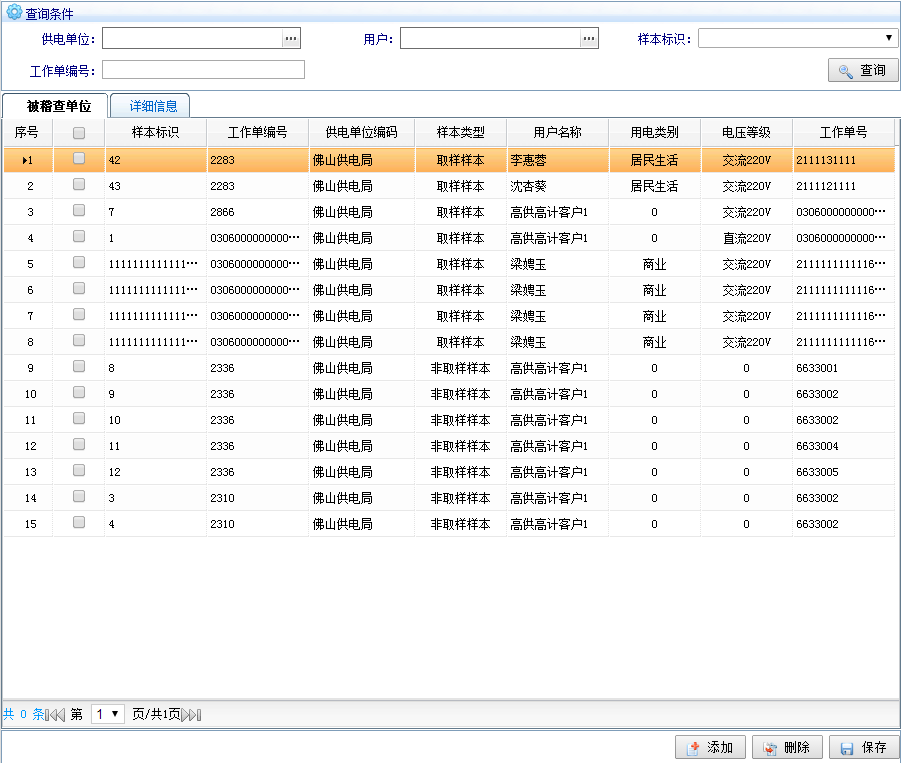 查询条件
供电单位： 用户： 样本标识：
工作单编号： 查询
被稽查单位 详细信息
序号 样本标识 工作单编号 供电单位编码 样本类型 用户名称 用电类别 电压等级 工作单号
1 42 2283 佛山供电局 取样样本 李惠蓉 居民生活 交流220V 2111131111
2 43 2283 佛山供电局 取样样本 沈杏葵 居民生活 交流220V 2111121111
3 7 2866 佛山供电局 取样样本 高供高计客户1 0 交流220V 0306000000000…
4 1 0306000000000… 佛山供电局 取样样本 高供高计客户1 0 直流220V 0306000000000…
5 1111111111111… 0306000000000… 佛山供电局 取样样本 梁娉玉 商业 交流220V 2111111111116…
6 1111111111111… 0306000000000… 佛山供电局 取样样本 梁娉玉 商业 交流220V 2111111111116…
7 1111111111111… 0306000000000… 佛山供电局 取样样本 梁娉玉 商业 交流220V 2111111111116…
8 1111111111111… 0306000000000… 佛山供电局 取样样本 梁娉玉 商业 交流220V 2111111111116…
9 8 2336 佛山供电局 非取样样本 高供高计客户1 0 0 6633001
10 9 2336 佛山供电局 非取样样本 高供高计客户1 0 0 6633002
11 10 2336 佛山供电局 非取样样本 高供高计客户1 0 0 6633002
12 11 2336 佛山供电局 非取样样本 高供高计客户1 0 0 6633004
13 12 2336 佛山供电局 非取样样本 高供高计客户1 0 0 6633005
14 3 2310 佛山供电局 非取样样本 高供高计客户1 0 0 6633002
15 4 2310 佛山供电局 非取样样本 高供高计客户1 0 0 6633002
共 0 条 第 1 页/共1页
添加 删除 保存